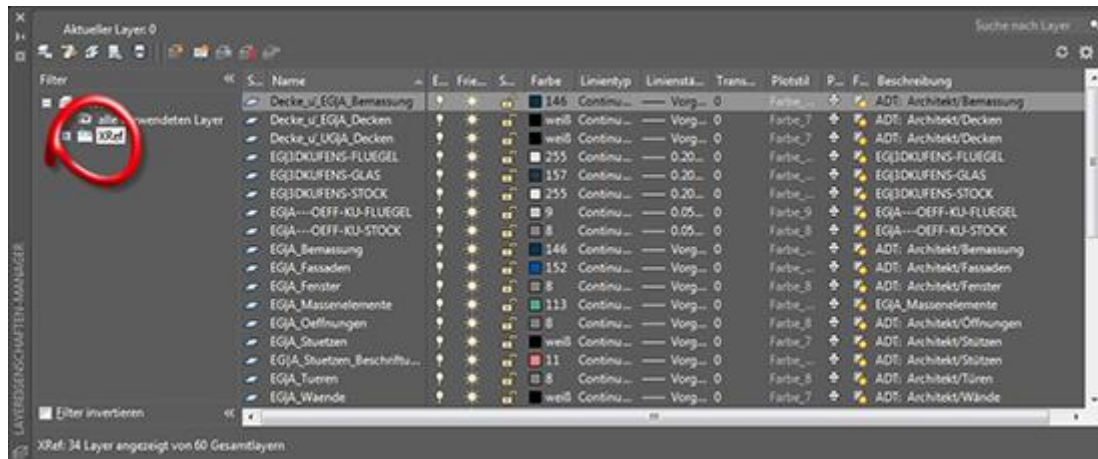 Aktueller Layer: 0
Suche nach Layer
Filter
S... Name E... Frie... S... Farbe Linientyp Linienstä... Trans... Plotstil P... F... Beschreibung
alle verwendeten Layer
XRef
Decke_u'_EG|A_Bemassung 146 Continu... Vorg... 0 Farbe_... ADT: Architekt/Bemassung
Decke_u'_EG|A_Decken weiß Continu... Vorg... 0 Farbe_7 ADT: Architekt/Decken
Decke_u'_UG|A_Decken weiß Continu... Vorg... 0 Farbe_7 ADT: Architekt/Decken
EG|3DKUFENS-FLUEGEL 255 Continu... 0.20... 0 Farbe_... EG|3DKUFENS-FLUEGEL
EG|3DKUFENS-GLAS 157 Continu... 0.20... 0 Farbe_... EG|3DKUFENS-GLAS
EG|3DKUFENS-STOCK 255 Continu... 0.20... 0 Farbe_... EG|3DKUFENS-STOCK
EG|A---OEFF-KU-FLUEGEL 9 Continu... 0.05... 0 Farbe_9 EG|A---OEFF-KU-FLUEGEL
EG|A---OEFF-KU-STOCK 8 Continu... 0.05... 0 Farbe_8 EG|A---OEFF-KU-STOCK
EG|A_Bemassung 146 Continu... Vorg... 0 Farbe_... ADT: Architekt/Bemassung
EG|A_Fassaden 152 Continu... Vorg... 0 Farbe_... ADT: Architekt/Fassaden
EG|A_Fenster 8 Continu... Vorg... 0 Farbe_8 ADT: Architekt/Fenster
EG|A_Massenelemente 113 Continu... Vorg... 0 Farbe_... EG|A_Massenelemente
EG|A_Oeffnungen 8 Continu... Vorg... 0 Farbe_8 ADT: Architekt/Öffnungen
EG|A_Stuetzen weiß Continu... Vorg... 0 Farbe_7 ADT: Architekt/Stützen
EG|A_Stuetzen_Beschriftu... 11 Continu... Vorg... 0 Farbe_... ADT: Architekt/Stützen
EG|A_Tueren 8 Continu... Vorg... 0 Farbe_8 ADT: Architekt/Türen
EG|A_Waende weiß Continu... Vorg... 0 Farbe_7 ADT: Architekt/Wände
Filter invertieren
XRef: 34 Layer angezeigt von 60 Gesamtlayern
LAYEREIGENSCHAFTEN-MANAGER